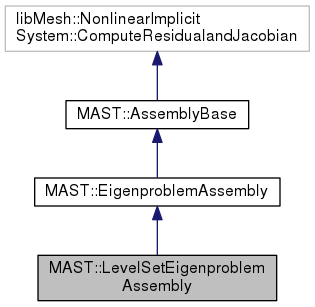 libMesh::NonlinearImplicit
System::ComputeResidualandJacobian
MAST::AssemblyBase
MAST::EigenproblemAssembly
MAST::LevelSetEigenproblem
Assembly